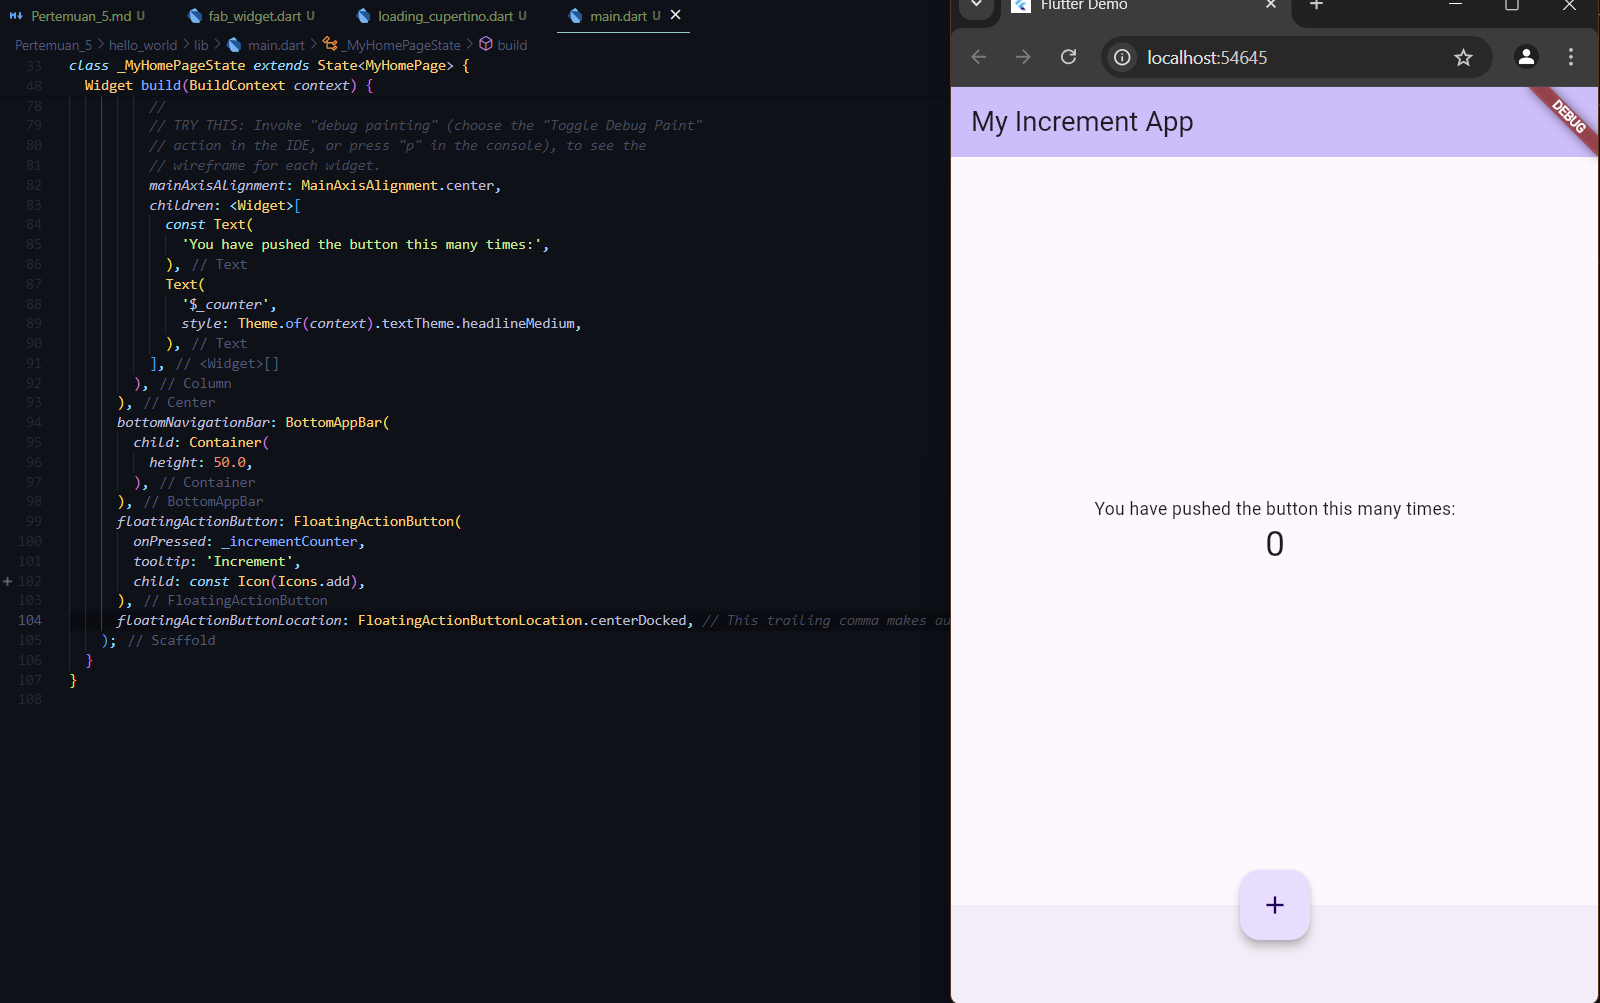 Pertemuan_5.md U
fab_widget.dart U
loading_cupertino.dart U
main.dart U
Pertemuan_5 > hello_world > lib > main.dart > _MyHomePageState > build
33 class _MyHomePageState extends State<MyHomePage> {
48 Widget build(BuildContext context) {
78 //
79 // TRY THIS: Invoke "debug painting" (choose the "Toggle Debug Paint"
80 // action in the IDE, or press "p" in the console), to see the
81 // wireframe for each widget.
82 mainAxisAlignment: MainAxisAlignment.center,
83 children: <Widget>[
84 const Text(
85 'You have pushed the button this many times:',
86 ), // Text
87 Text(
88 '$_counter',
89 style: Theme.of(context).textTheme.headlineMedium,
90 ), // Text
91 ], // <Widget>[]
92 ), // Column
93 ), // Center
94 bottomNavigationBar: BottomAppBar(
95 child: Container(
96 height: 50.0,
97 ), // Container
98 ), // BottomAppBar
99 floatingActionButton: FloatingActionButton(
100 onPressed: _incrementCounter,
101 tooltip: 'Increment',
102 child: const Icon(Icons.add),
103 ), // FloatingActionButton
104 floatingActionButtonLocation: FloatingActionButtonLocation.centerDocked, // This trailing comma makes au
105 ); // Scaffold
106 }
107 }
108
Flutter Demo
localhost:54645
My Increment App
DEBUG
You have pushed the button this many times:
0